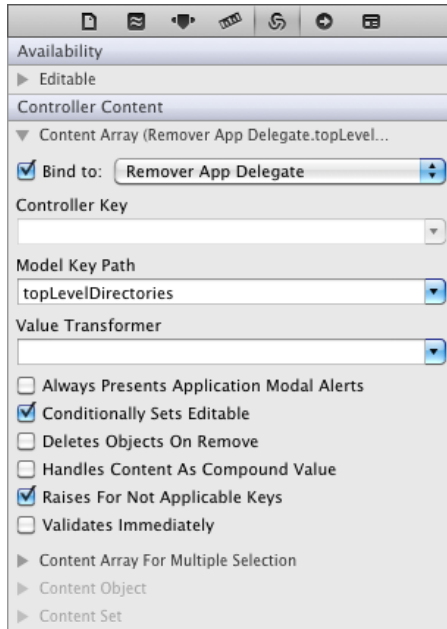 Availability
Editable
Controller Content
Content Array (Remover App Delegate.topLevel...
Bind to: Remover App Delegate
Controller Key
Model Key Path
topLevelDirectories
Value Transformer
Always Presents Application Modal Alerts
Conditionally Sets Editable
Deletes Objects On Remove
Handles Content As Compound Value
Raises For Not Applicable Keys
Validates Immediately
Content Array For Multiple Selection
Content Object
Content Set